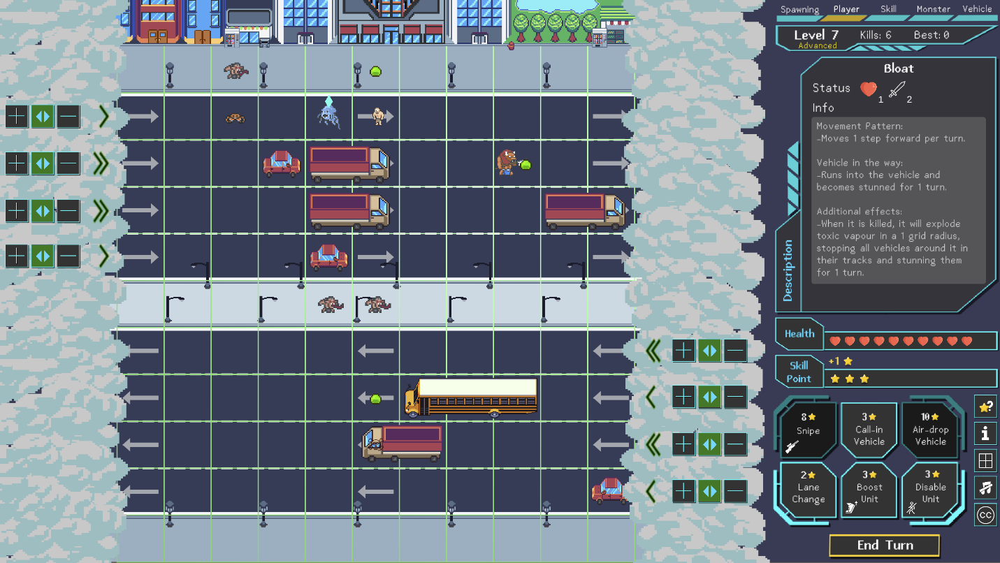 Spawning Player Skill Monster Vehicle
Level 7 Kills: 6 Best: 0
Advanced
Bloat
Status 1 2
Info
Movement Pattern:
-Moves 1 step forward per turn.
Vehicle in the way:
-Runs into the vehicle and
becomes stunned for 1 turn.
Additional effects:
-When it is killed, it will explode
toxic vapour in a 1 grid radius,
stopping all vehicles around it in
their tracks and stunning them
for 1 turn.
Description
Health
+1
Skill
Point
8
Snipe
3
Call-in
Vehicle
10
Air-drop
Vehicle
2
Lane
Change
3
Boost
Unit
3
Disable
Unit
?
i
CC
End Turn